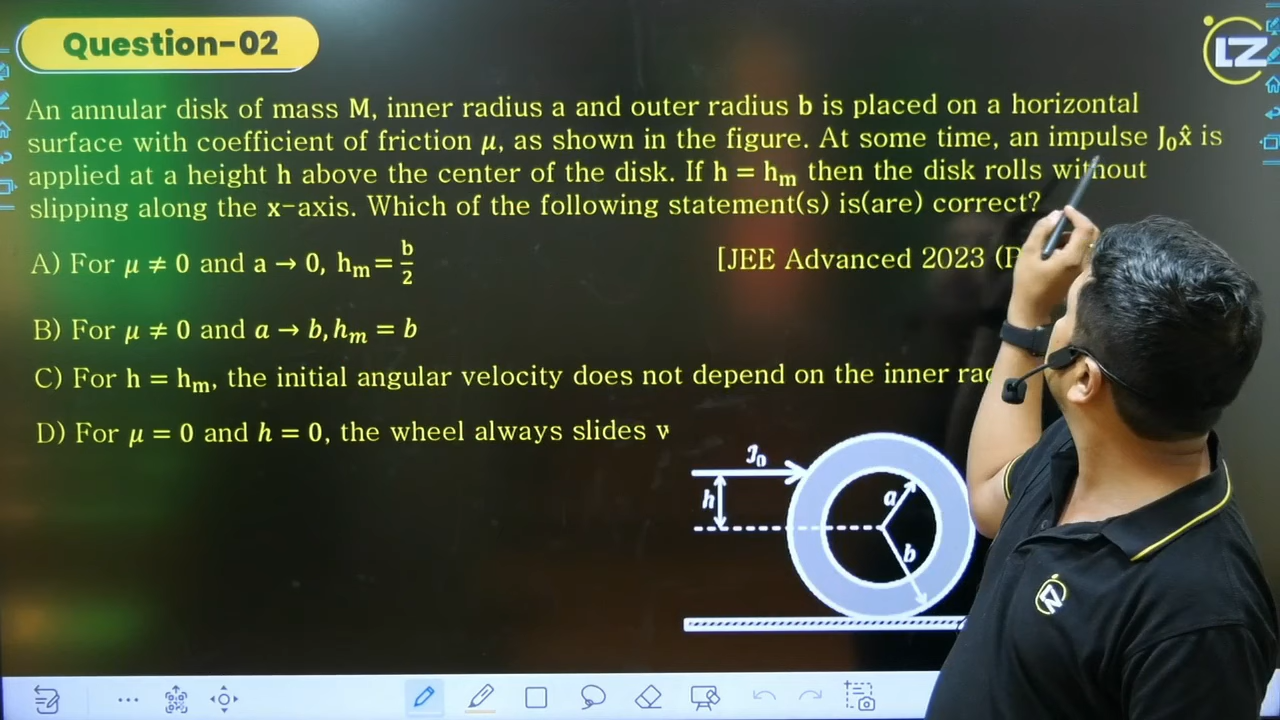 Question-02
LZ
An annular disk of mass M, inner radius a and outer radius b is placed on a horizontal
surface with coefficient of friction μ, as shown in the figure. At some time, an impulse J₀x̂ is
applied at a height h above the center of the disk. If h = hₘ then the disk rolls without
slipping along the x-axis. Which of the following statement(s) is(are) correct?
A) For μ ≠ 0 and a → 0, hₘ = b/2
[JEE Advanced 2023
B) For μ ≠ 0 and a → b, hₘ = b
C) For h = hₘ, the initial angular velocity does not depend on the inner
D) For μ = 0 and h = 0, the wheel always slides
J₀
h
a
b
LZ